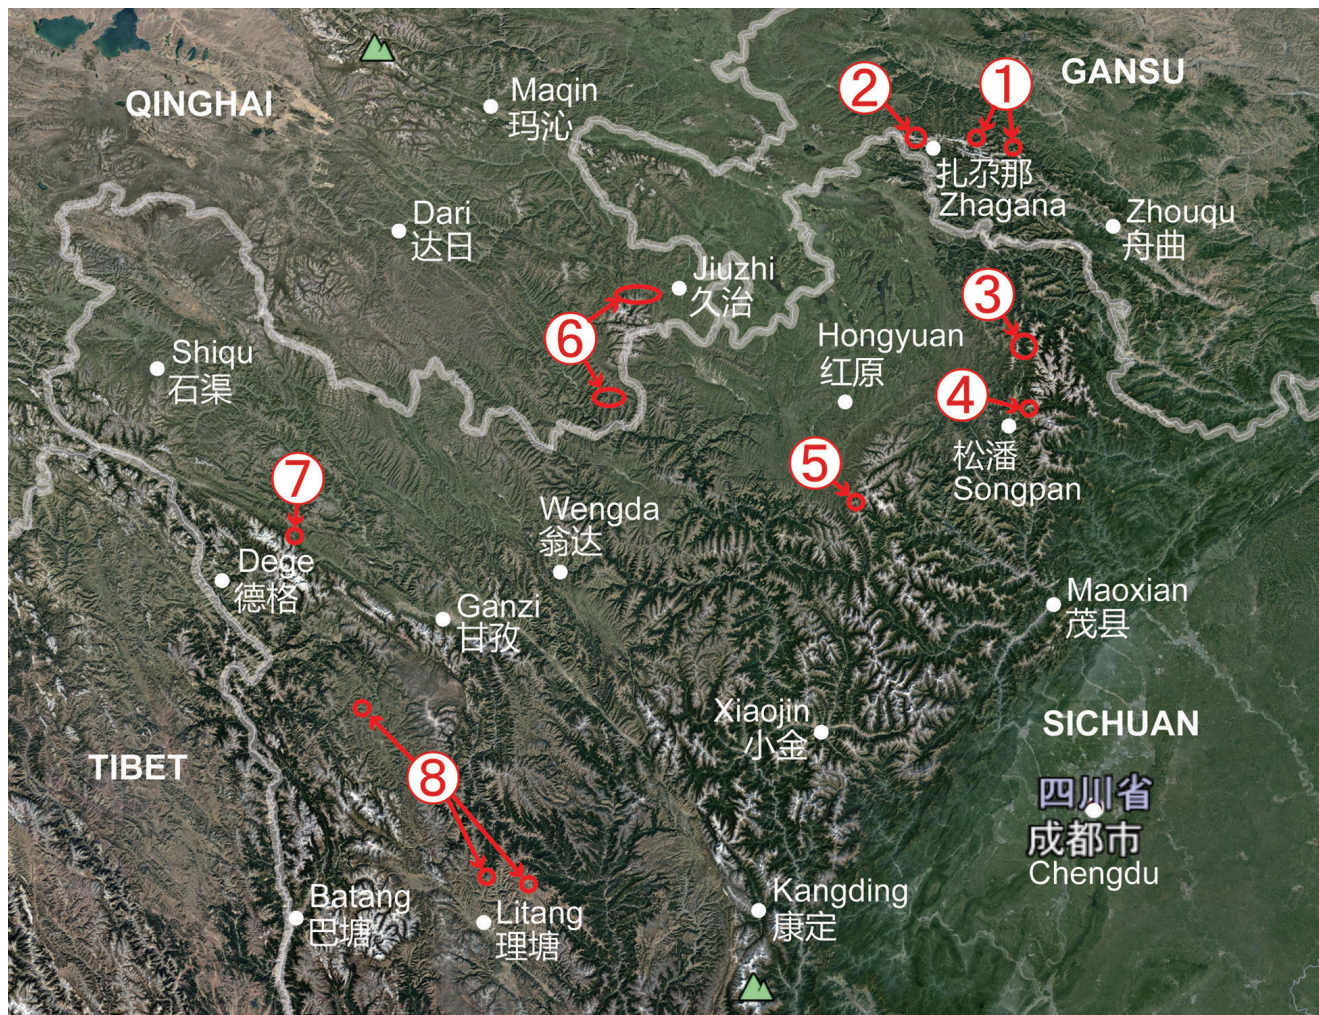 GANSU
①
②
Maqin
玛沁
QINGHAI
扎尕那
Zhagana
Dari
达日
Zhouqu
舟曲
Jiuzhi
久治
③
⑥
Hongyuan
红原
Shiqu
石渠
④
松潘
Songpan
⑤
⑦
Wengda
翁达
Dege
德格
Ganzi
甘孜
Maoxian
茂县
Xiaojin
小金
SICHUAN
TIBET
⑧
四川省
成都市
Chengdu
Batang
巴塘
Litang
理塘
Kangding
康定